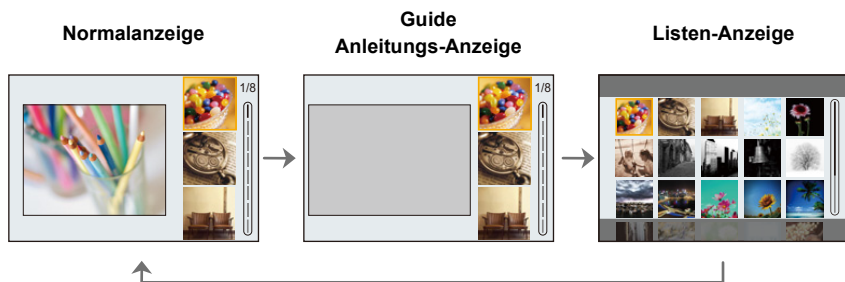 Normalanzeige
Guide
Anleitungs-Anzeige
Listen-Anzeige
1/8
1/8